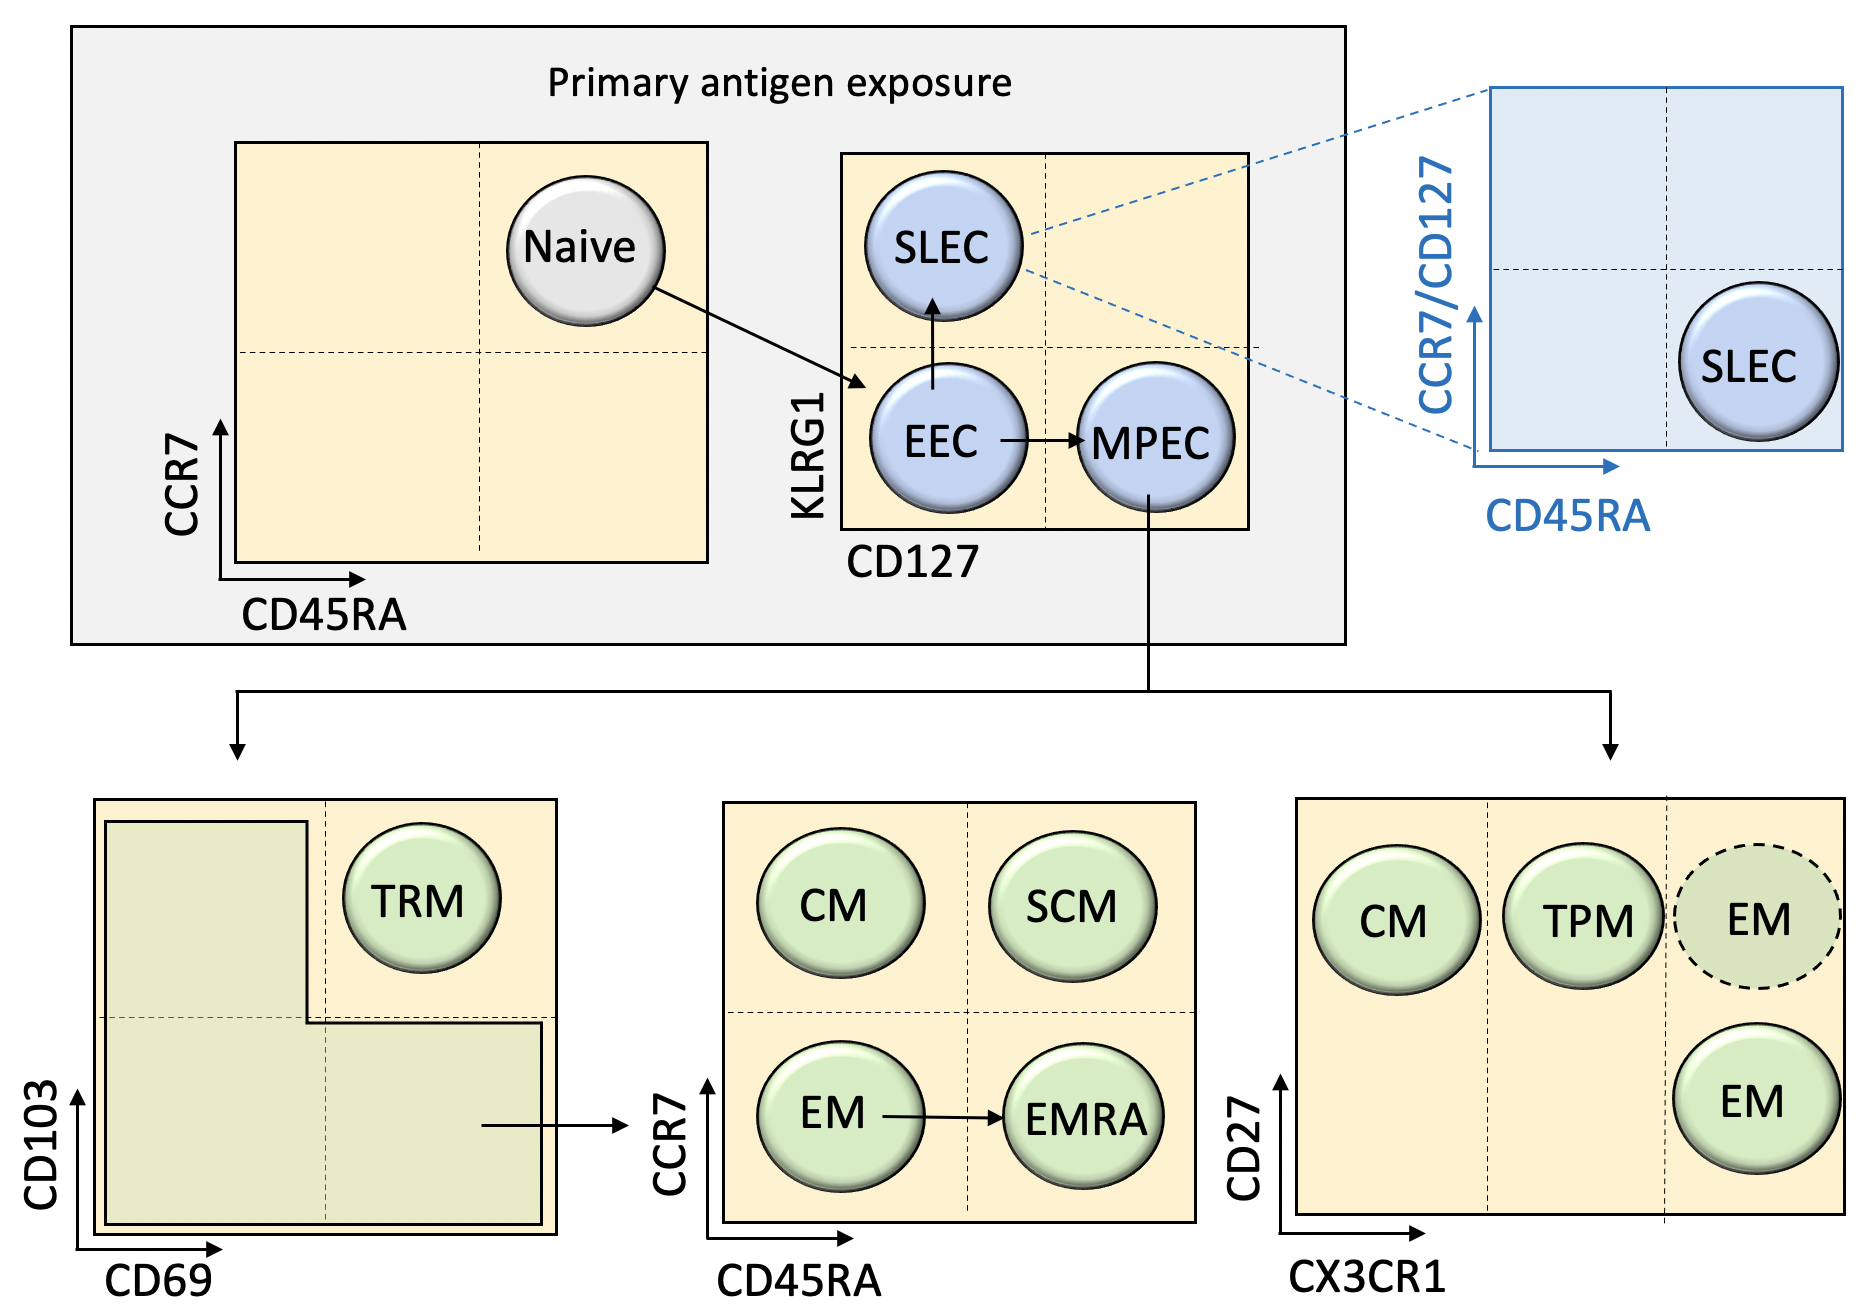 Primary antigen exposure
Naive
CCR7
CD45RA
SLEC
EEC
MPEC
KLRG1
CD127
SLEC
CCR7/CD127
CD45RA
TRM
CD103
CD69
CM
SCM
EM
EMRA
CCR7
CD45RA
CM
TPM
EM
EM
CD27
CX3CR1